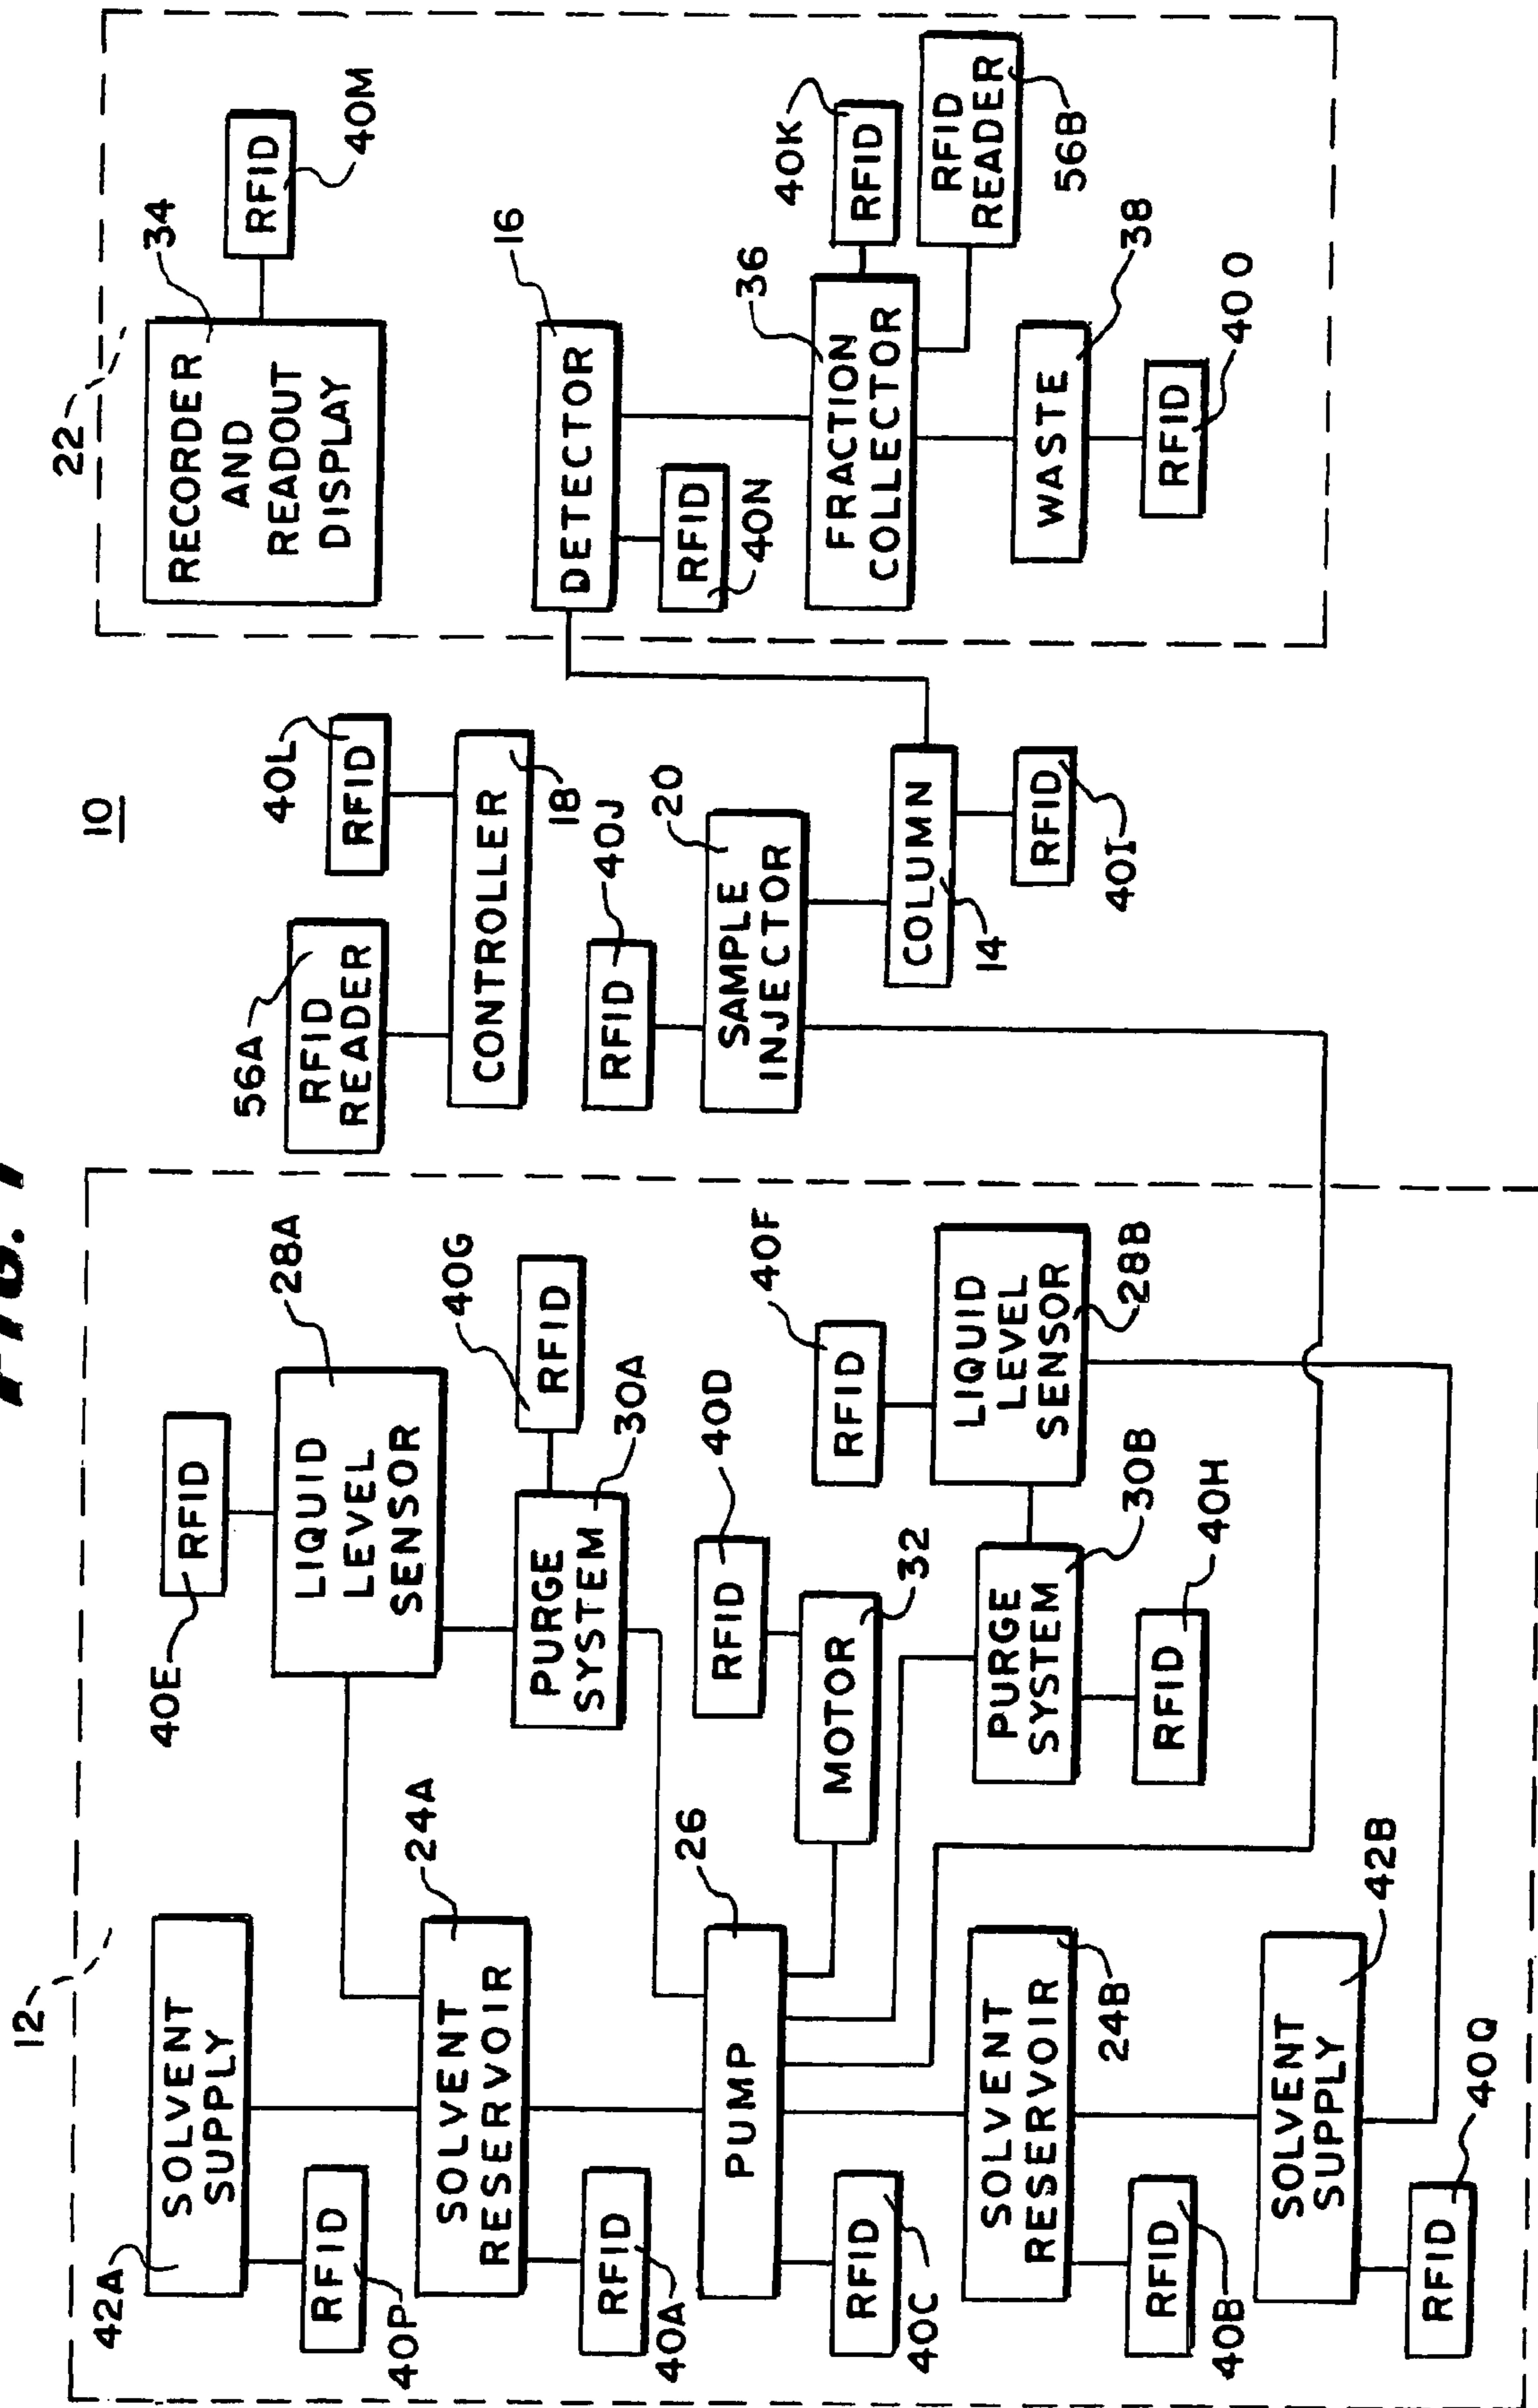 FIG. 1
10
12
42A
SOLVENT
SUPPLY
RFID
40P
24A
SOLVENT
RESERVOIR
RFID
40A
26
PUMP
RFID
40C
SOLVENT
RESERVOIR
24B
RFID
40B
SOLVENT
SUPPLY
42B
RFID
40Q
40E
RFID
28A
LIQUID
LEVEL
SENSOR
40G
RFID
PURGE
SYSTEM
30A
40D
RFID
MOTOR
32
40F
RFID
LIQUID
LEVEL
SENSOR
28B
PURGE
SYSTEM
30B
RFID
40H
56A
RFID
READER
40L
RFID
CONTROLLER
18
40J
RFID
20
SAMPLE
INJECTOR
COLUMN
14
RFID
40I
22
RECORDER
AND
READOUT
DISPLAY
34
RFID
40M
16
DETECTOR
RFID
40N
36
FRACTION
COLLECTOR
40K
RFID
RFID
READER
56B
WASTE
38
RFID
40O